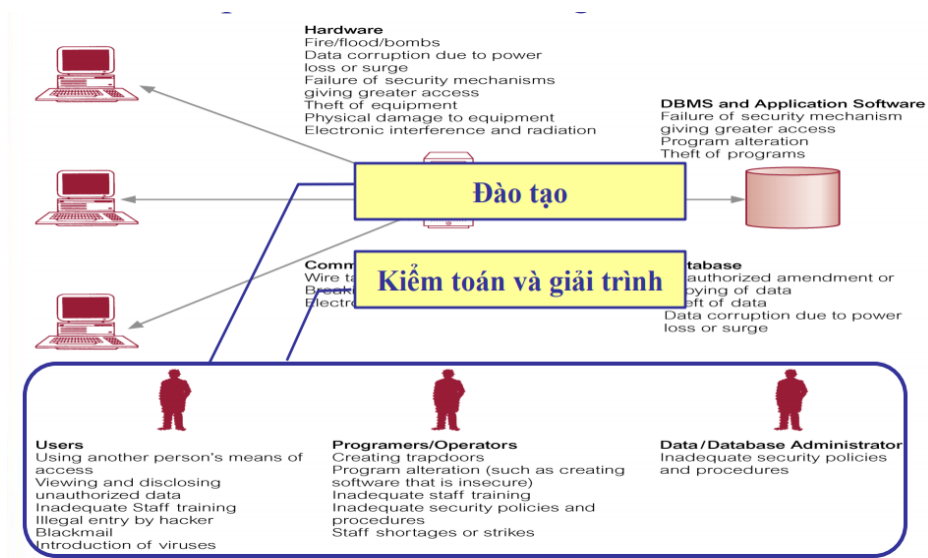 Hardware
Fire/flood/bombs
Data corruption due to power
loss or surge
Failure of security mechanisms
giving greater access
Theft of equipment
Physical damage to equipment
Electronic interference and radiation
DBMS and Application Software
Failure of security mechanism
giving greater access
Program alteration
Theft of programs
Đào tạo
Kiểm toán và giải trình
Wire
authorized amendment or
of data
of data
Data corruption due to power
loss or surge
Users
Using another person's means of
access
Viewing and disclosing
unauthorized data
Inadequate Staff training
Illegal entry by hacker
Blackmail
Introduction of viruses
Programers/Operators
Creating trapdoors
Program alteration (such as creating
software that is insecure)
Inadequate staff training
Inadequate security policies and
procedures
Staff shortages or strikes
Data/Database Administrator
Inadequate security policies
and procedures